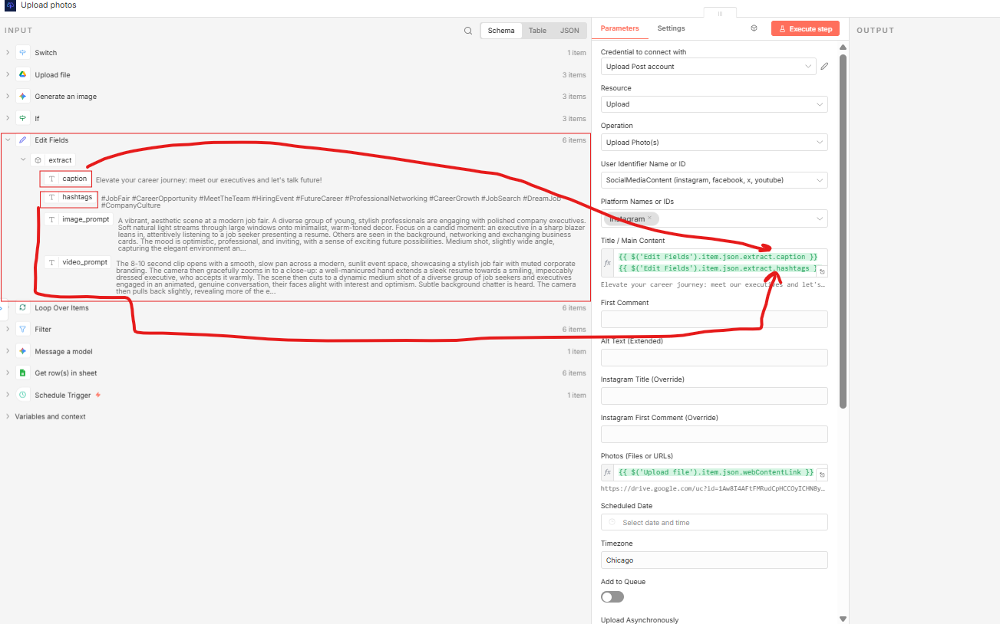 Upload photos
INPUT
Schema
Table
JSON
Switch
1 item
Upload file
3 items
Generate an image
3 items
If
3 items
Edit Fields
6 items
extract
T caption
Elevate your career journey: meet our executives and let's talk future!
T hashtags
#JobFair #CareerOpportunity #MeetTheTeam #HiringEvent #FutureCareer #ProfessionalNetworking #CareerGrowth #JobSearch #DreamJob
#CompanyCulture
T image_prompt
A vibrant, aesthetic scene at a modern job fair. A diverse group of young, stylish professionals are engaging with polished company executives.
Soft natural light streams through large windows onto minimalist, warm-toned decor. Focus on a candid moment: an executive in a sharp blazer
leans in, attentively listening to a job seeker presenting a resume. Others are seen in the background, networking and exchanging business
cards. The mood is optimistic, professional, and inviting, with a sense of exciting future possibilities. Medium shot, slightly wide angle,
capturing the elegant environment an...
T video_prompt
The 8-10 second clip opens with a smooth, slow pan across a modern, sunlit event space, showcasing a stylish job fair with muted corporate
branding. The camera then gracefully zooms in to a close-up: a well-manicured hand extends a sleek resume towards a smiling, impeccably
dressed executive, who accepts it warmly. The scene then cuts to a dynamic medium shot of a diverse group of job seekers and executives
engaged in an animated, genuine conversation, their faces alight with interest and optimism. Subtle background chatter is heard. The camera
then pulls back slightly, revealing more of the e...
Loop Over Items
6 items
Filter
6 items
Message a model
1 item
Get row(s) in sheet
6 items
Schedule Trigger
1 item
Variables and context
Parameters
Settings
Execute step
Credential to connect with
Upload Post account
Resource
Upload
Operation
Upload Photo(s)
User Identifier Name or ID
SocialMediaContent (instagram, facebook, x, youtube)
Platform Names or IDs
Instagram ×
Title / Main Content
fx
{{ $('Edit Fields').item.json.extract.caption }}
{{ $('Edit Fields').item.json.extract.hashtags }
Elevate your career journey: meet our executives and let's…
First Comment
Alt Text (Extended)
Instagram Title (Override)
Instagram First Comment (Override)
Photos (Files or URLs)
fx
{{ $('Upload file').item.json.webContentLink }}
https://drive.google.com/uc?id=1Aw8I4AFtFMRudCpHCCOyICHN8y…
Scheduled Date
Select date and time
Timezone
Chicago
Add to Queue
Upload Asynchronously
OUTPUT